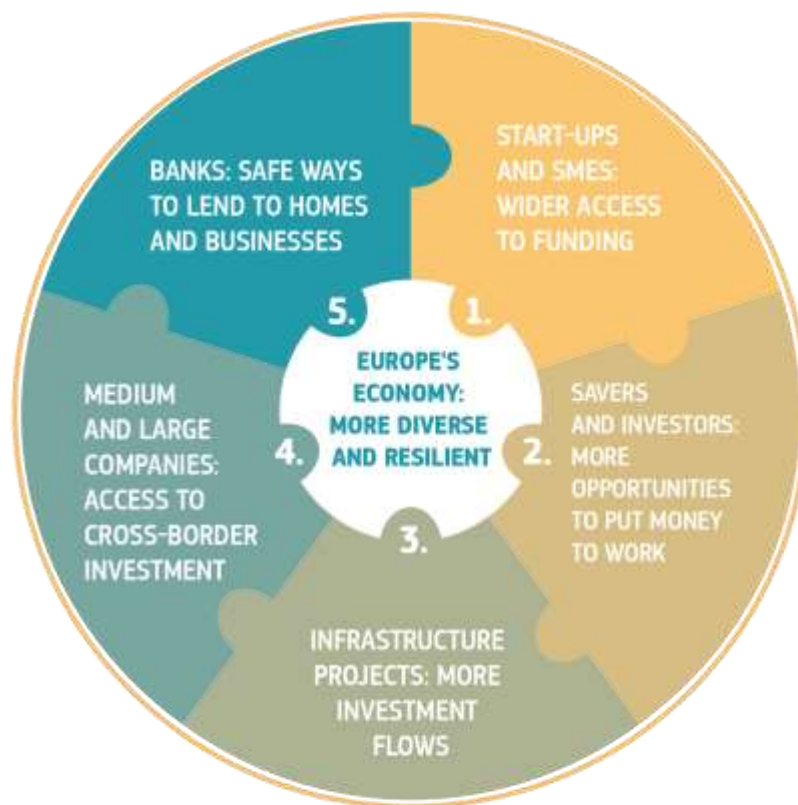 START-UPS
AND SMES:
WIDER ACCESS
TO FUNDING
1.
SAVERS
AND INVESTORS:
MORE
OPPORTUNITIES
TO PUT MONEY
TO WORK
2.
INFRASTRUCTURE
PROJECTS: MORE
INVESTMENT
FLOWS
3.
MEDIUM
AND LARGE
COMPANIES:
ACCESS TO
CROSS-BORDER
INVESTMENT
4.
BANKS: SAFE WAYS
TO LEND TO HOMES
AND BUSINESSES
5.
EUROPE'S
ECONOMY:
MORE DIVERSE
AND RESILIENT